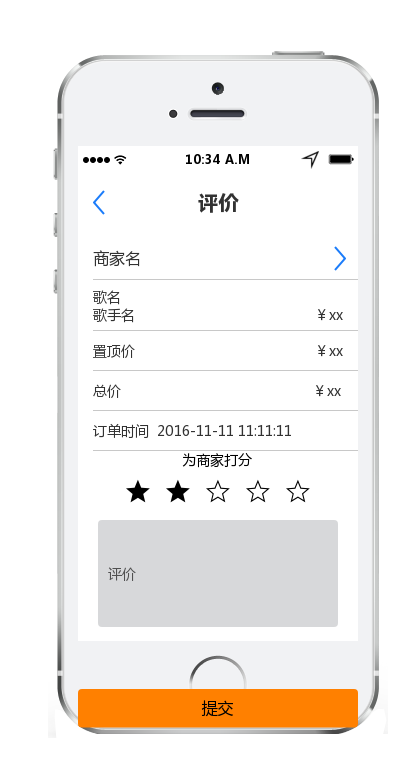 10:34 A.M
评价
商家名
歌名
歌手名 ¥ xx
置顶价 ¥ xx
总价 ¥ xx
订单时间 2016-11-11 11:11:11
为商家打分
评价
提交